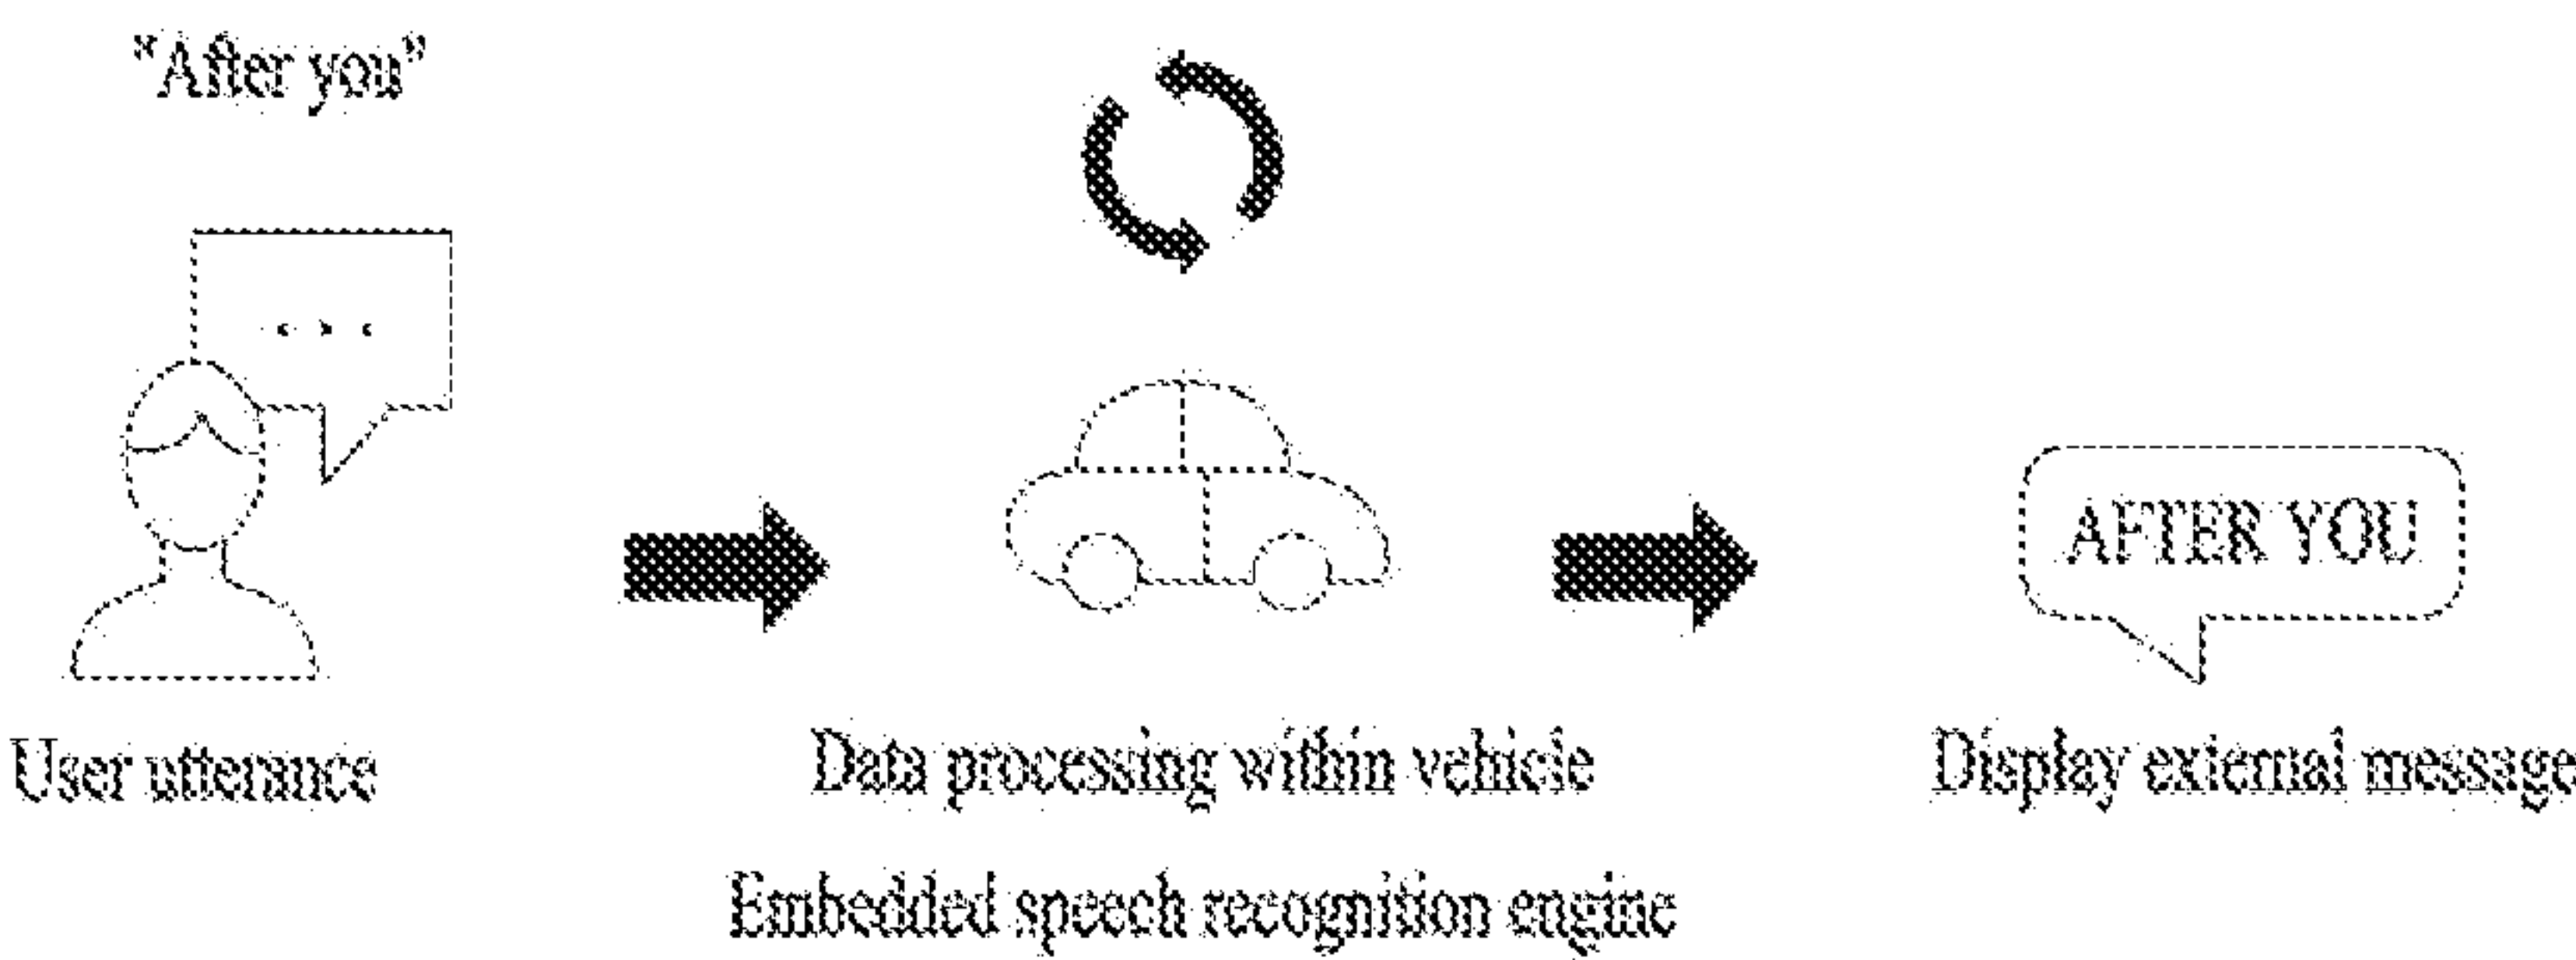 "After you"
AFTER YOU
User utterance
Data processing within vehicle
Display external message
Embedded speech recognition engine